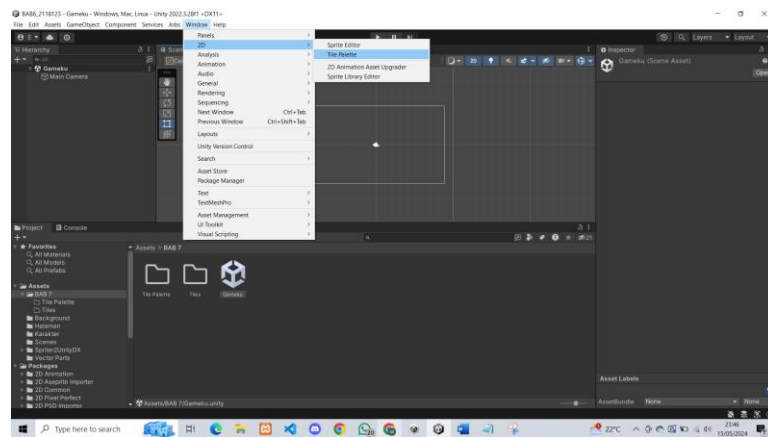 BAB6_2118123 - Gameku - Windows, Mac, Linux - Unity 2022.3.28f1 <DX11>
File Edit Assets GameObject Component Services Jobs Window Help
Layers Layout
Hierarchy
All
Gameku
Main Camera
Panels
2D
Analysis
Animation
Audio
General
Rendering
Sequencing
Next Window Ctrl+Tab
Previous Window Ctrl+Shift+Tab
Layouts
Unity Version Control
Search
Asset Store
Package Manager
Text
TextMeshPro
Asset Management
UI Toolkit
Visual Scripting
Sprite Editor
Tile Palette
2D Animation Asset Upgrader
Sprite Library Editor
2D
Inspector
Gameku (Scene Asset)
Project Console
Favorites
All Materials
All Models
All Prefabs
Assets
BAB 7
Tile Palette
Tiles
Background
Halaman
Karakter
Scenes
Spriter2UnityDX
Vector Parts
Packages
2D Animation
2D Aseprite Importer
2D Common
2D Pixel Perfect
2D PSD Importer
Assets > BAB 7
Tile Palette Tiles Gameku
Assets/BAB 7/Gameku.unity
Asset Labels
AssetBundle None None
Type here to search
22°C
23:46
15/05/2024